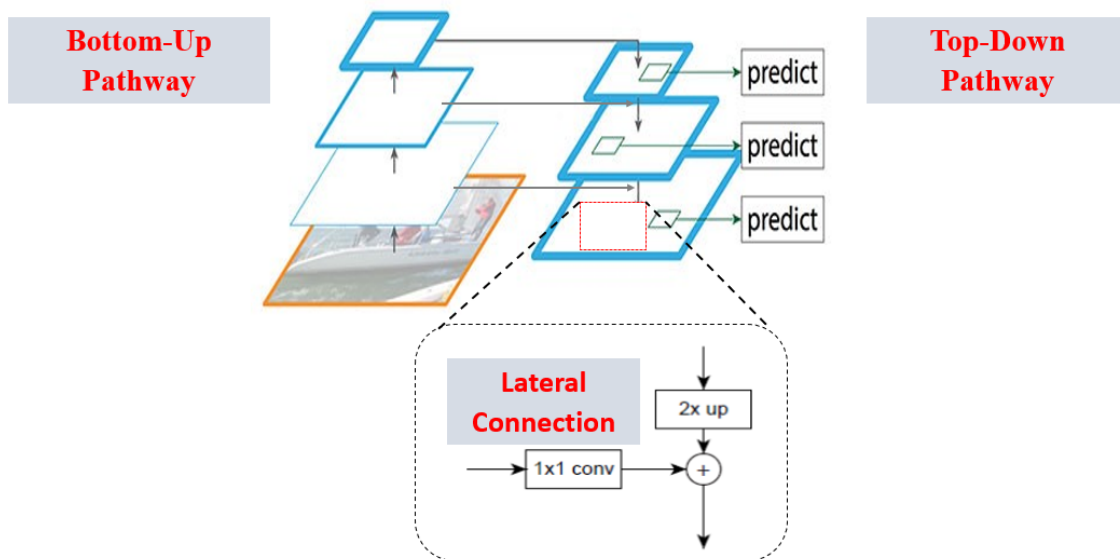 Bottom-Up
Pathway
Top-Down
Pathway
predict
predict
predict
Lateral
Connection
2x up
1x1 conv
+